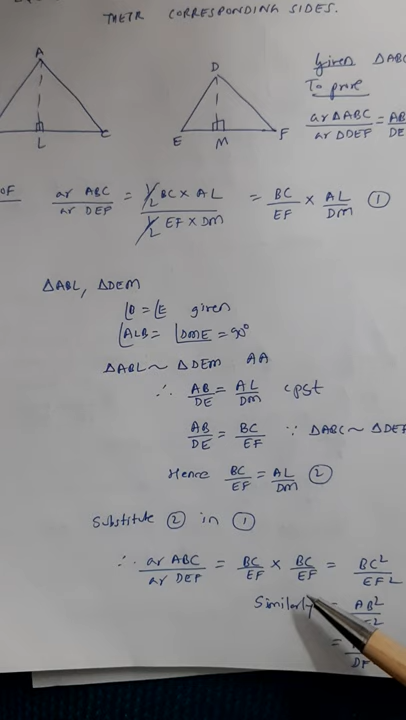 THEIR CORRESPONDING SIDES.
A
L
C
D
E
M
F
Given ΔABC
To prove
ar ΔABC / ar ΔDEF = AB / DE
OF
ar ABC / ar DEF = 1/2 BC × AL / 1/2 EF × DM = BC/EF × AL/DM ①
ΔABL, ΔDEM
∠B = ∠E given
∠ALB = ∠DME = 90°
ΔABL ~ ΔDEM AA
∴ AB/DE = AL/DM cpst
AB/DE = BC/EF ∵ ΔABC ~ ΔDEF
Hence BC/EF = AL/DM ②
Substitute ② in ①
∴ ar ABC / ar DEF = BC/EF × BC/EF = BC² / EF²
Similarly = AB²
=